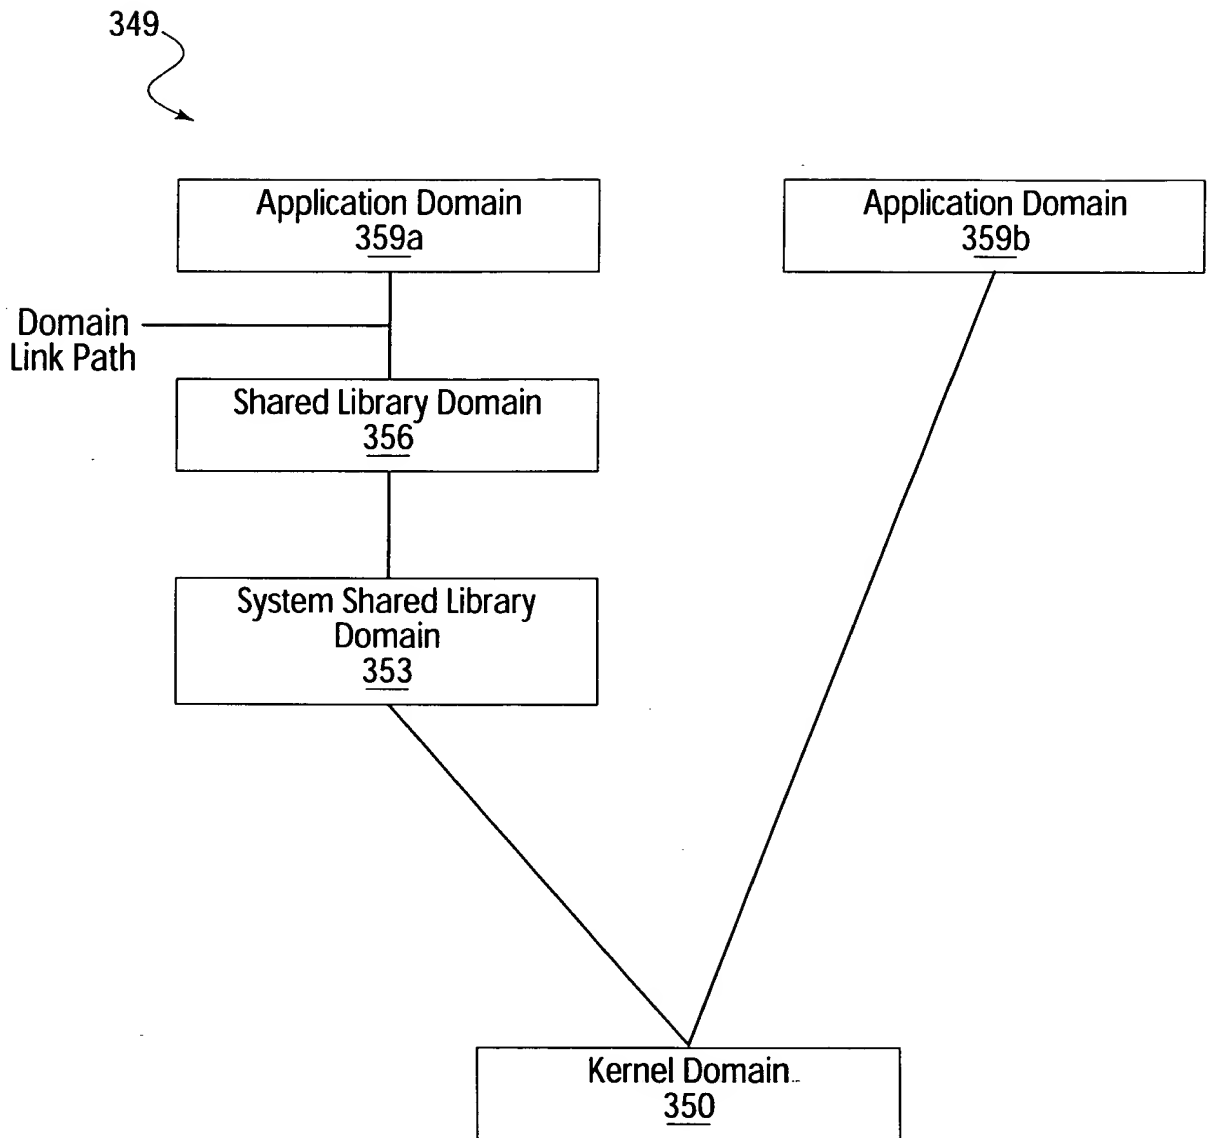 349
Application Domain
359a
Application Domain
359b
Domain
Link Path
Shared Library Domain
356
System Shared Library
Domain
353
Kernel Domain
350